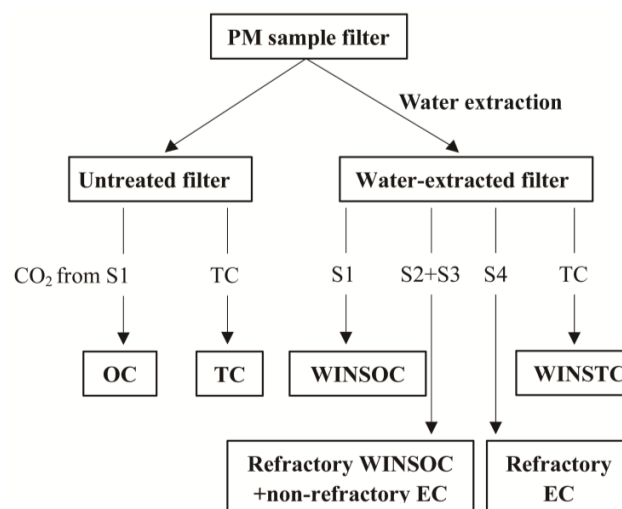 PM sample filter
Water extraction
Untreated filter
Water-extracted filter
CO₂ from S1
TC
S1
S2+S3
S4
TC
OC
TC
WINSOC
WINSTC
Refractory WINSOC
+non-refractory EC
Refractory
EC